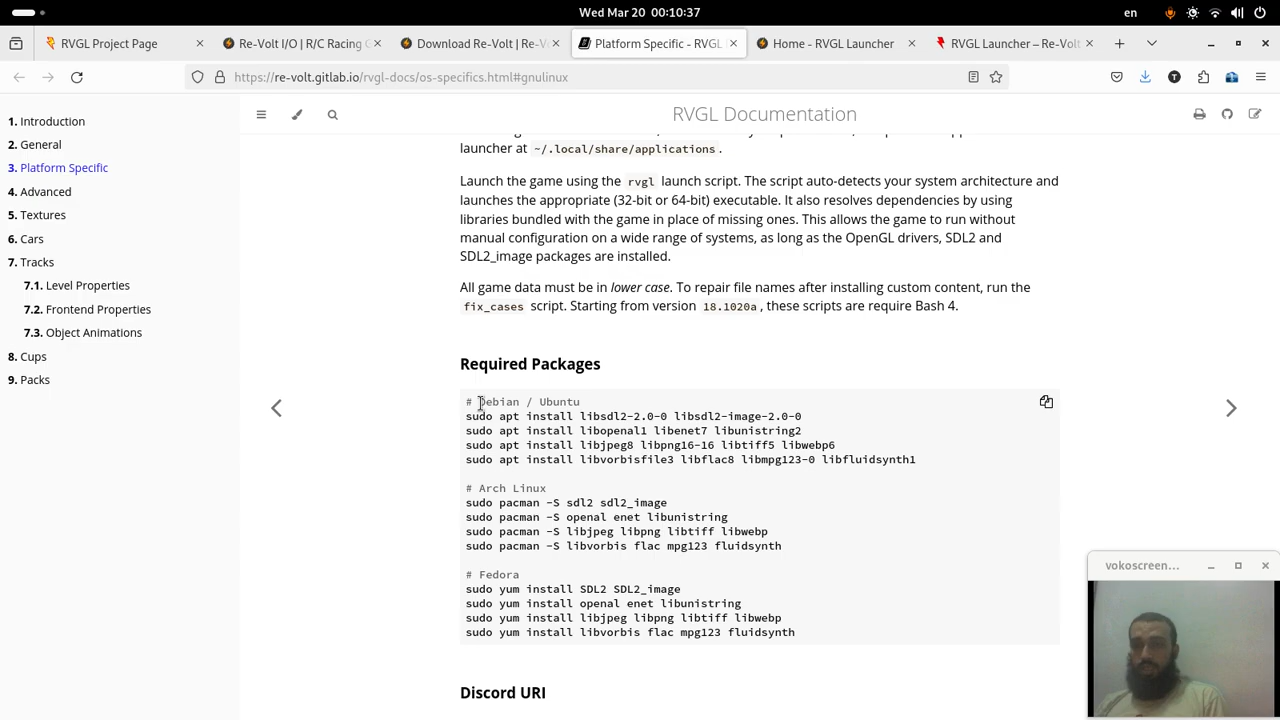 Wed Mar 20 00:10:37
en
RVGL Project Page
Re-Volt I/O | R/C Racing
Download Re-Volt | Re-V
Platform Specific - RVGL
Home - RVGL Launcher
RVGL Launcher – Re-Volt
https://re-volt.gitlab.io/rvgl-docs/os-specifics.html#gnulinux
1. Introduction
2. General
3. Platform Specific
4. Advanced
5. Textures
6. Cars
7. Tracks
7.1. Level Properties
7.2. Frontend Properties
7.3. Object Animations
8. Cups
9. Packs
RVGL Documentation
launcher at ~/.local/share/applications.
Launch the game using the rvgl launch script. The script auto-detects your system architecture and
launches the appropriate (32-bit or 64-bit) executable. It also resolves dependencies by using
libraries bundled with the game in place of missing ones. This allows the game to run without
manual configuration on a wide range of systems, as long as the OpenGL drivers, SDL2 and
SDL2_image packages are installed.
All game data must be in lower case. To repair file names after installing custom content, run the
fix_cases script. Starting from version 18.1020a, these scripts are require Bash 4.
Required Packages
# Debian / Ubuntu
sudo apt install libsdl2-2.0-0 libsdl2-image-2.0-0
sudo apt install libopenal1 libenet7 libunistring2
sudo apt install libjpeg8 libpng16-16 libtiff5 libwebp6
sudo apt install libvorbisfile3 libflac8 libmpg123-0 libfluidsynth1
# Arch Linux
sudo pacman -S sdl2 sdl2_image
sudo pacman -S openal enet libunistring
sudo pacman -S libjpeg libpng libtiff libwebp
sudo pacman -S libvorbis flac mpg123 fluidsynth
# Fedora
sudo yum install SDL2 SDL2_image
sudo yum install openal enet libunistring
sudo yum install libjpeg libpng libtiff libwebp
sudo yum install libvorbis flac mpg123 fluidsynth
Discord URI
vokoscreen...